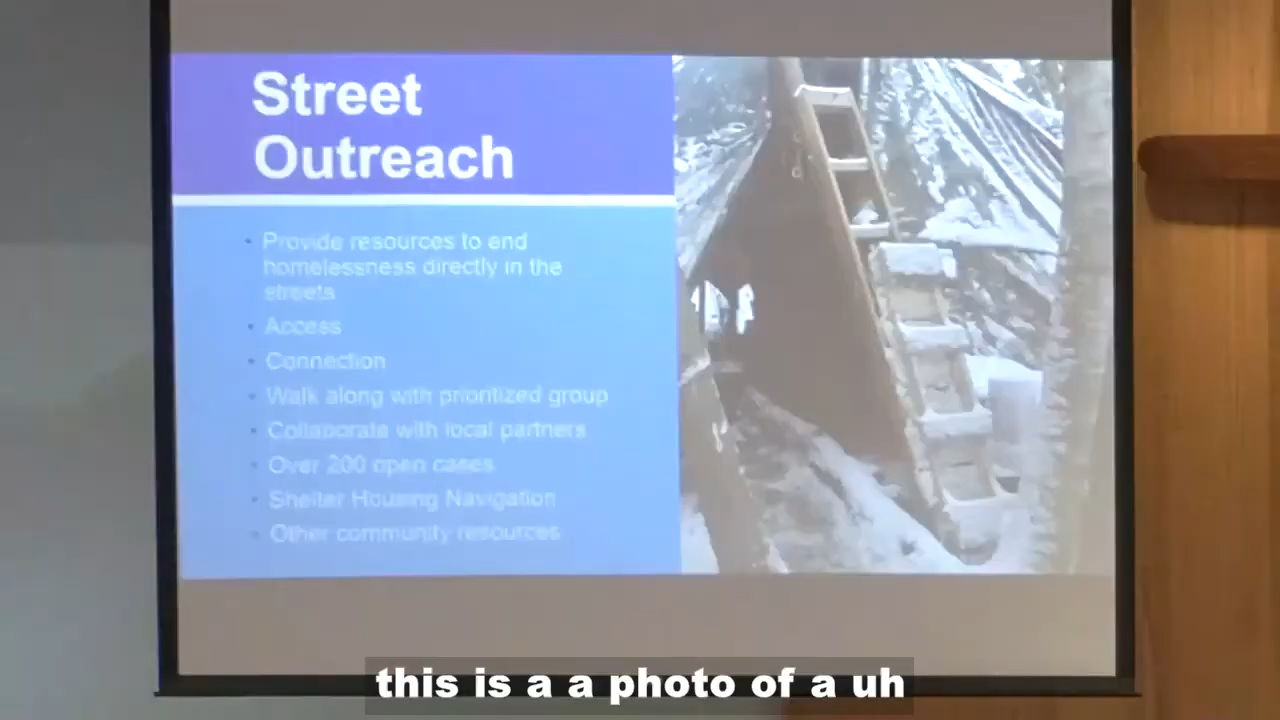 Street
Outreach
• Provide resources to end
homelessness directly in the
streets
• Access
• Connection
• Walk along with prioritized group
• Collaborate with local partners
• Over 200 open cases
• Shelter Housing Navigation
• Other community resources
this is a a photo of a uh